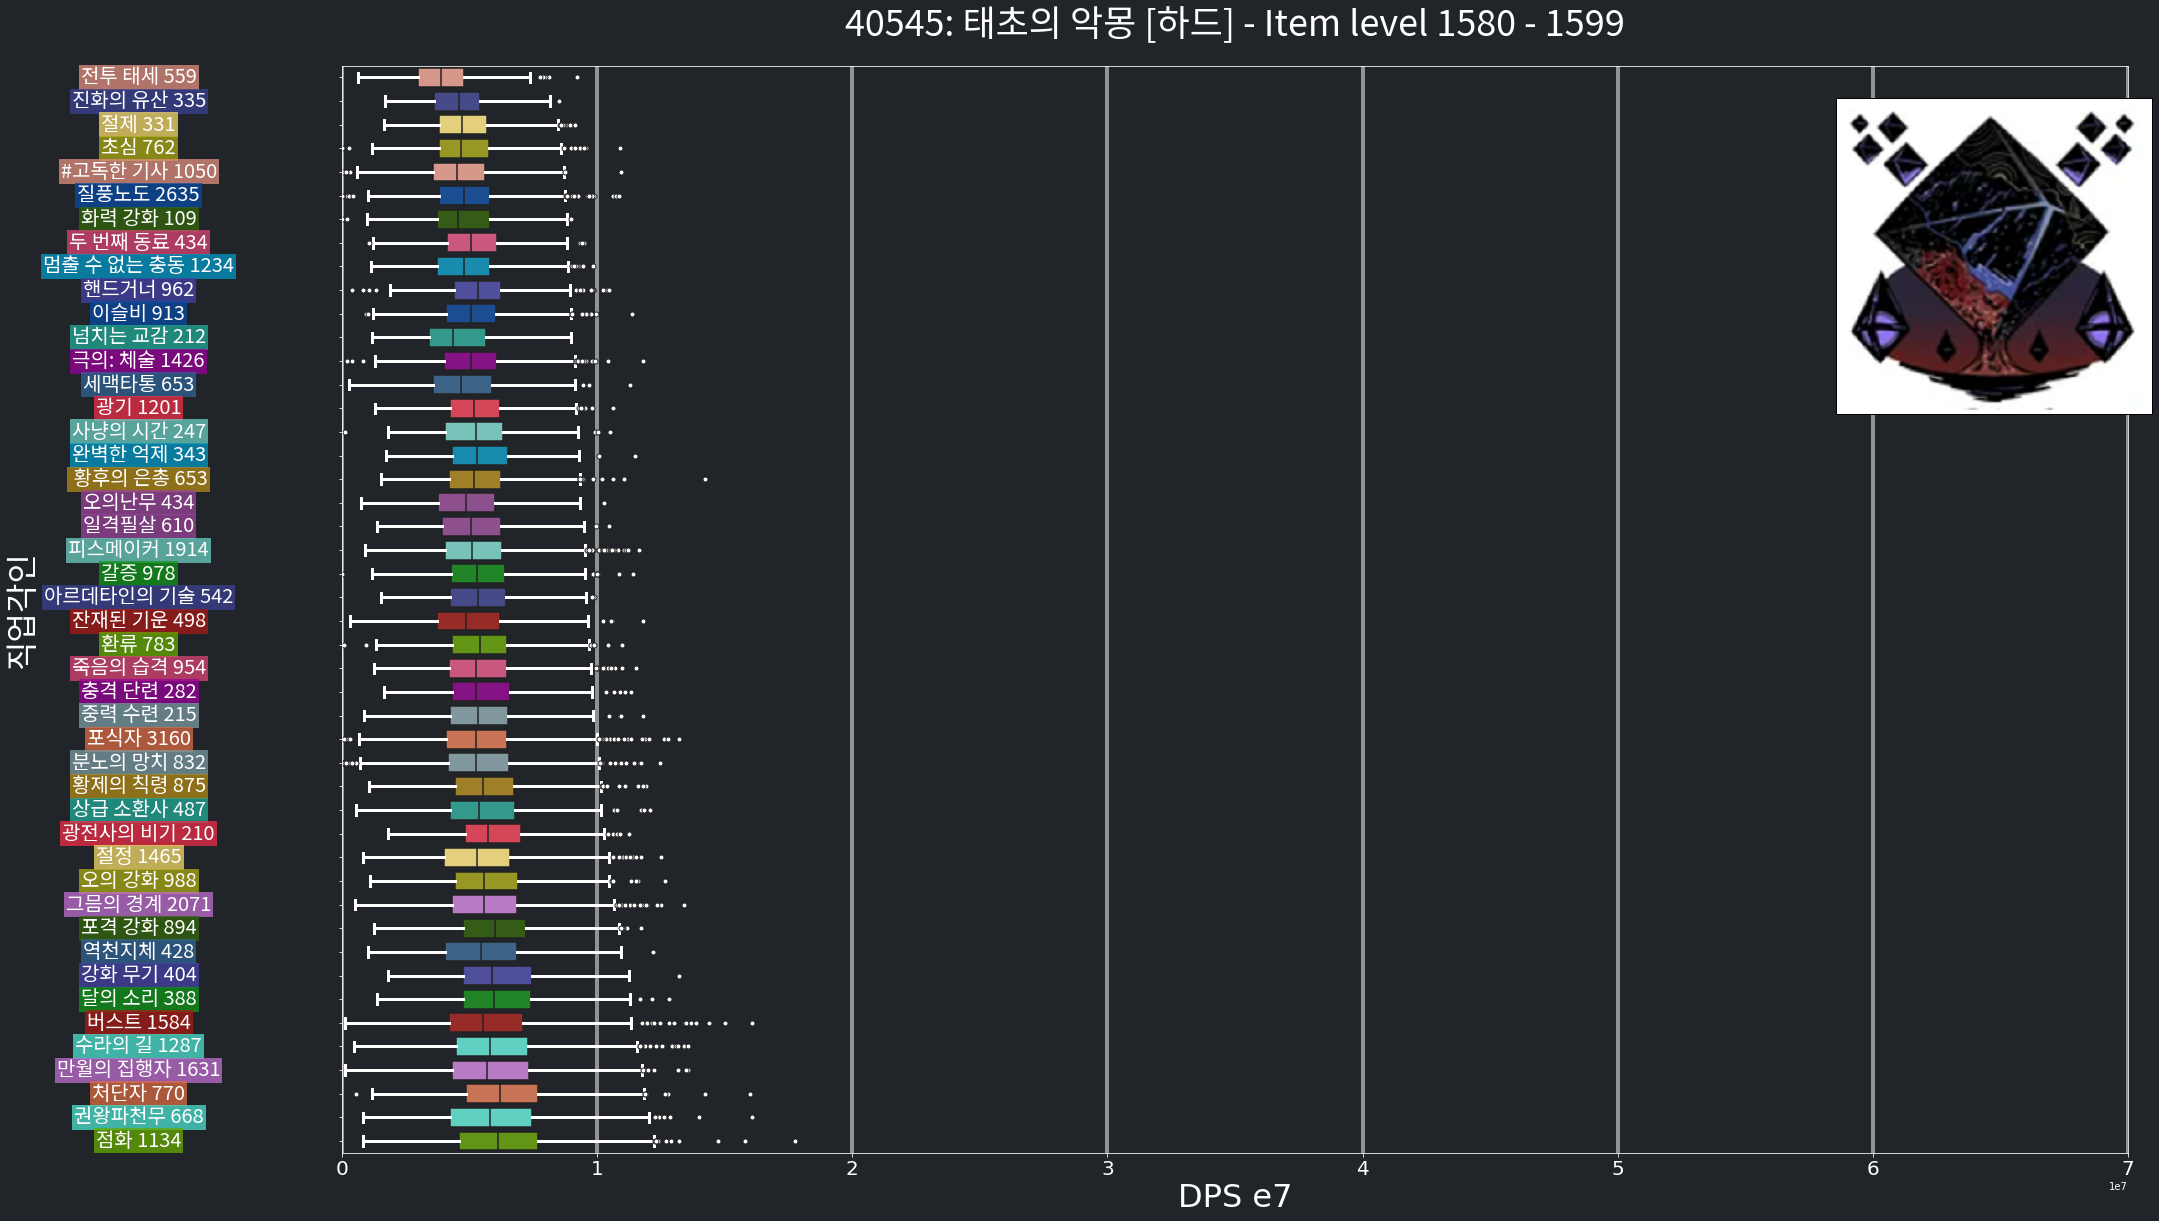 40545: 태초의 악몽 [하드] - Item level 1580 - 1599
전투 태세 559
진화의 유산 335
절제 331
초심 762
#고독한 기사 1050
질풍노도 2635
화력 강화 109
두 번째 동료 434
멈출 수 없는 충동 1234
핸드거너 962
이슬비 913
넘치는 교감 212
극의: 체술 1426
세맥타통 653
광기 1201
사냥의 시간 247
완벽한 억제 343
황후의 은총 653
오의난무 434
일격필살 610
피스메이커 1914
갈증 978
아르데타인의 기술 542
잔재된 기운 498
환류 783
죽음의 습격 954
충격 단련 282
중력 수련 215
포식자 3160
분노의 망치 832
황제의 칙령 875
상급 소환사 487
광전사의 비기 210
절정 1465
오의 강화 988
그믐의 경계 2071
포격 강화 894
역천지체 428
강화 무기 404
달의 소리 388
버스트 1584
수라의 길 1287
만월의 집행자 1631
처단자 770
권왕파천무 668
점화 1134
직업각인
0 1 2 3 4 5 6 7
1e7
DPS e7